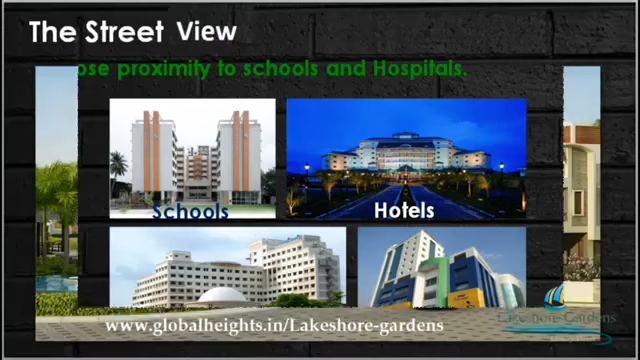 The Street View
ose proximity to schools and Hospitals.
Schools
Hotels
Lakeshore-Gardens
www.globalheights.in/Lakeshore-gardens